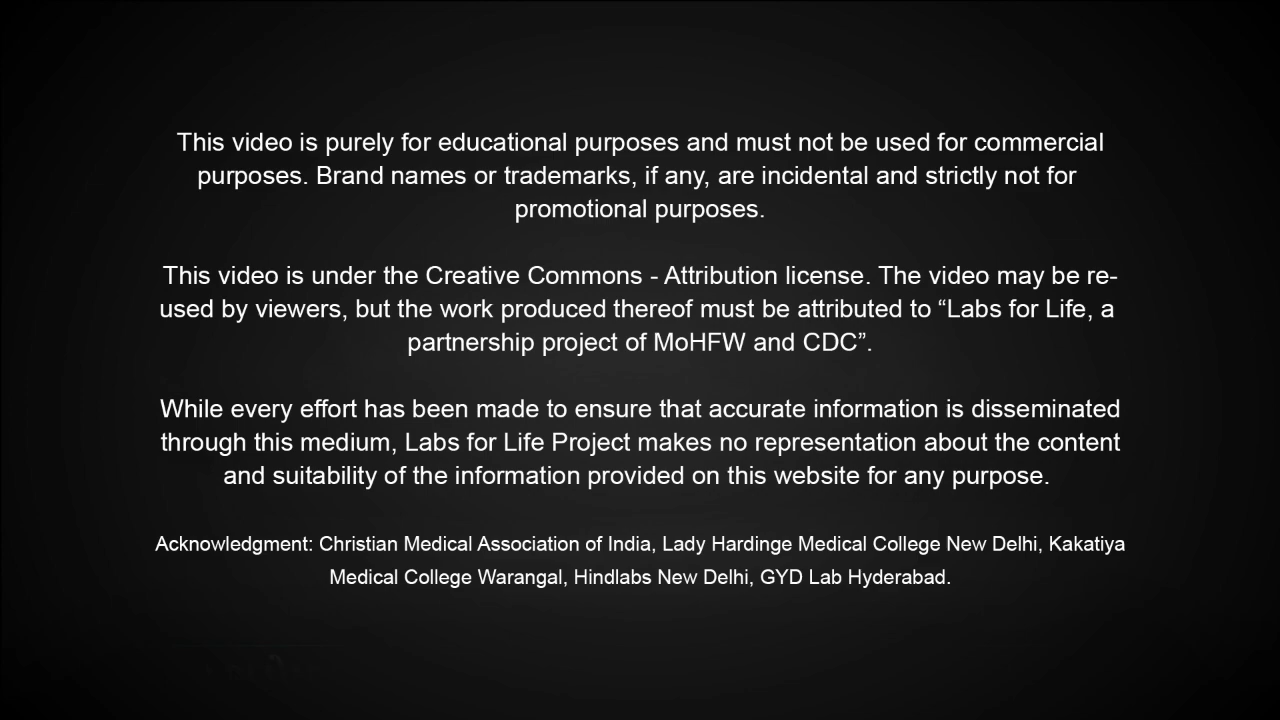 This video is purely for educational purposes and must not be used for commercial
purposes. Brand names or trademarks, if any, are incidental and strictly not for
promotional purposes.
This video is under the Creative Commons - Attribution license. The video may be re-
used by viewers, but the work produced thereof must be attributed to “Labs for Life, a
partnership project of MoHFW and CDC”.
While every effort has been made to ensure that accurate information is disseminated
through this medium, Labs for Life Project makes no representation about the content
and suitability of the information provided on this website for any purpose.
Acknowledgment: Christian Medical Association of India, Lady Hardinge Medical College New Delhi, Kakatiya
Medical College Warangal, Hindlabs New Delhi, GYD Lab Hyderabad.